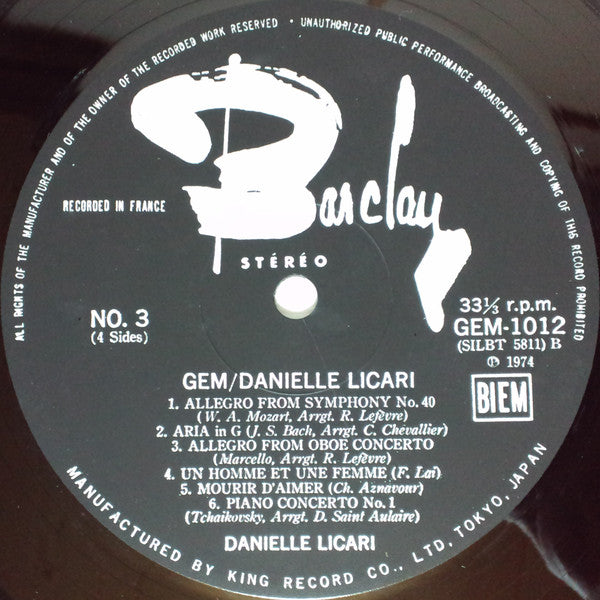 ALL RIGHTS OF THE MANUFACTURER AND OF THE OWNER OF THE RECORDED WORK RESERVED • UNAUTHORIZED PUBLIC PERFORMANCE BROADCASTING AND COPYING OF THIS RECORD PROHIBITED
Barclay
RECORDED IN FRANCE
STÉRÉO
NO. 3
(4 Sides)
33⅓ r.p.m.
GEM-1012
(SILBT 5811) B
℗ 1974
BIEM
GEM/DANIELLE LICARI
1. ALLEGRO FROM SYMPHONY No. 40
(W. A. Mozart, Arrgt. R. Lefèvre)
2. ARIA in G (J. S. Bach, Arrgt. C. Chevallier)
3. ALLEGRO FROM OBOE CONCERTO
(Marcello, Arrgt. R. Lefèvre)
4. UN HOMME ET UNE FEMME (F. Lai)
5. MOURIR D'AIMER (Ch. Aznavour)
6. PIANO CONCERTO No. 1
(Tchaikovsky, Arrgt. D. Saint Aulaire)
DANIELLE LICARI
MANUFACTURED BY KING RECORD CO., LTD. TOKYO, JAPAN